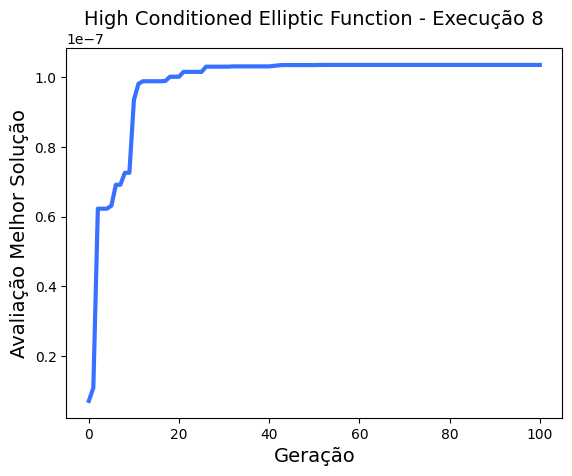 High Conditioned Elliptic Function - Execução 8
1e−7
Avaliação Melhor Solução
1.0
0.8
0.6
0.4
0.2
0 20 40 60 80 100
Geração